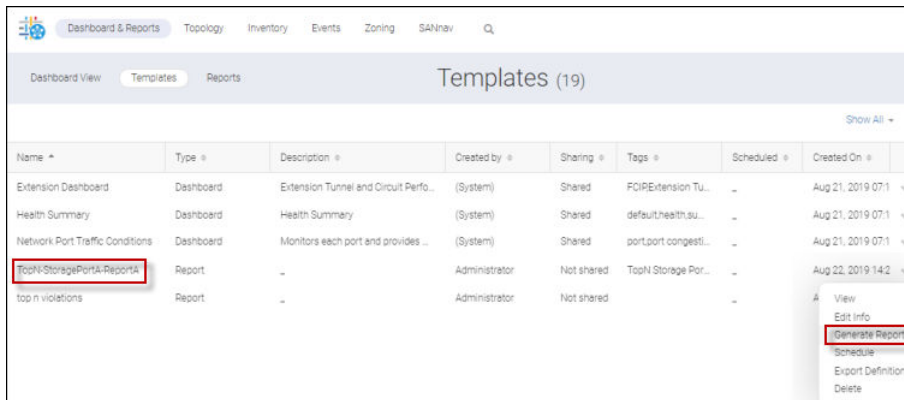 Dashboard & Reports Topology Inventory Events Zoning SANnav
Dashboard View Templates Reports Templates (19)
Show All
Name Type Description Created by Sharing Tags Scheduled Created On
Extension Dashboard Dashboard Extension Tunnel and Circuit Perfo... (System) Shared FCIP,Extension Tu... _ Aug 21, 2019 07:1
Health Summary Dashboard Health Summary (System) Shared default,health,su... _ Aug 21, 2019 07:1
Network Port Traffic Conditions Dashboard Monitors each port and provides ... (System) Shared port,port congesti... _ Aug 21, 2019 07:1
TopN-StoragePortA-ReportA Report _ Administrator Not shared TopN Storage Por... _ Aug 22, 2019 14:2
top n violations Report _ Administrator Not shared _ A
View
Edit Info
Generate Report
Schedule
Export Definition
Delete